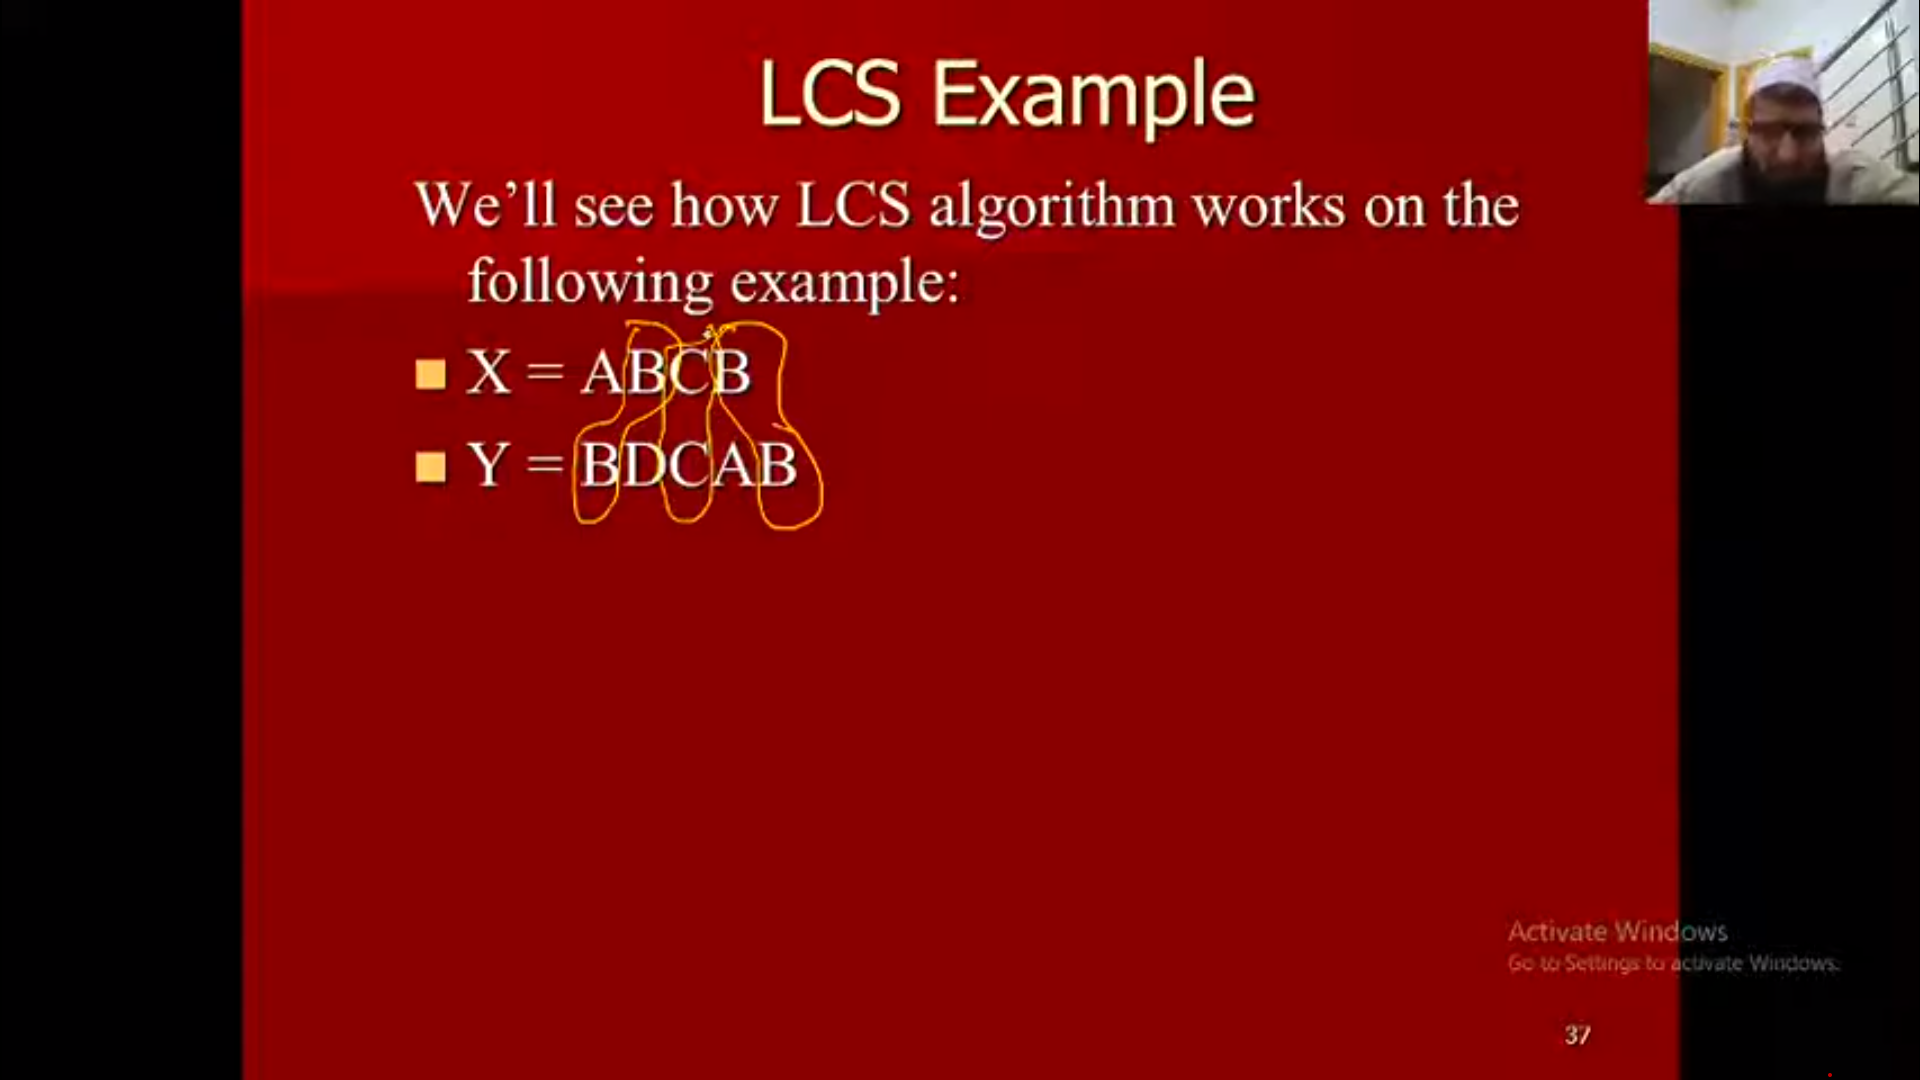 LCS Example
We’ll see how LCS algorithm works on the
following example:
X = ABCB
Y = BDCAB
Activate Windows
Go to Settings to activate Windows.
37